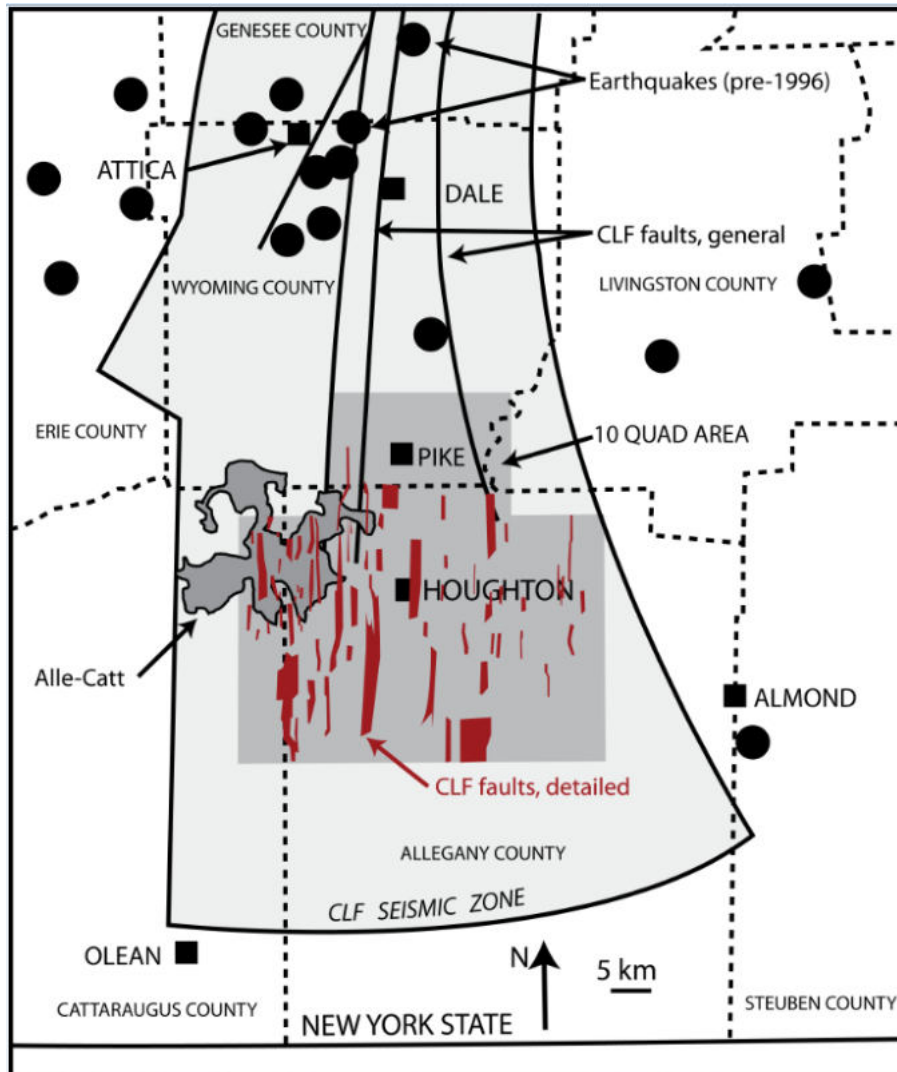 GENESEE COUNTY
Earthquakes (pre-1996)
ATTICA
DALE
CLF faults, general
WYOMING COUNTY
LIVINGSTON COUNTY
ERIE COUNTY
10 QUAD AREA
PIKE
HOUGHTON
Alle-Catt
ALMOND
CLF faults, detailed
ALLEGANY COUNTY
CLF SEISMIC ZONE
OLEAN
N
5 km
CATTARAUGUS COUNTY
STEUBEN COUNTY
NEW YORK STATE